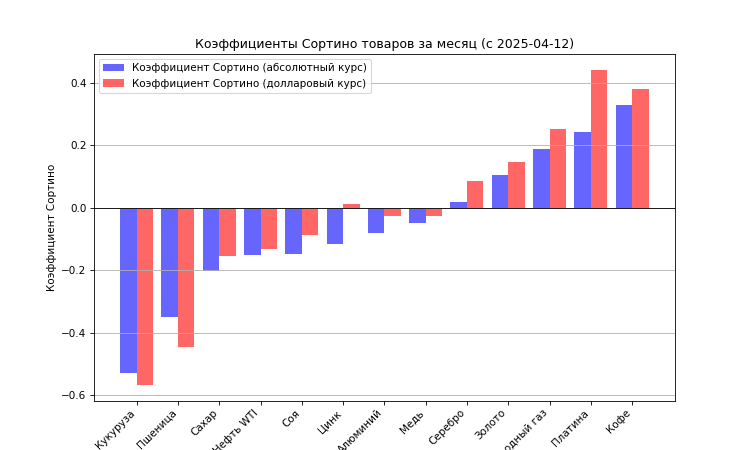 Коэффициенты Сортино товаров за месяц (с 2025-04-12)
Коэффициент Сортино (абсолютный курс)
Коэффициент Сортино (долларовый курс)
Коэффициент Сортино
0.4
0.2
0.0
−0.2
−0.4
−0.6
Кукуруза
Пшеница
Сахар
Нефть WTI
Соя
Цинк
Алюминий
Медь
Серебро
Золото
газ
Платина
Кофе